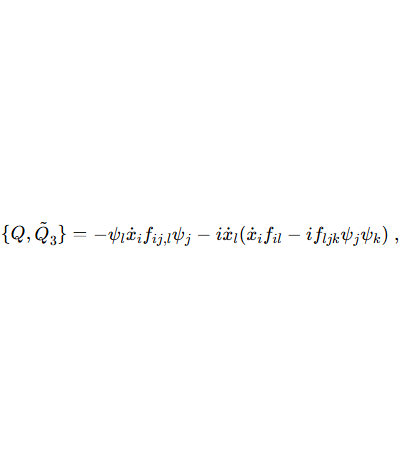 $\{Q, \tilde{Q}_3\} = -\psi_l \dot{x}_i f_{ij,l} \psi_j - i\dot{x}_l(\dot{x}_i f_{il} - i f_{ljk} \psi_j \psi_k) \ ,$